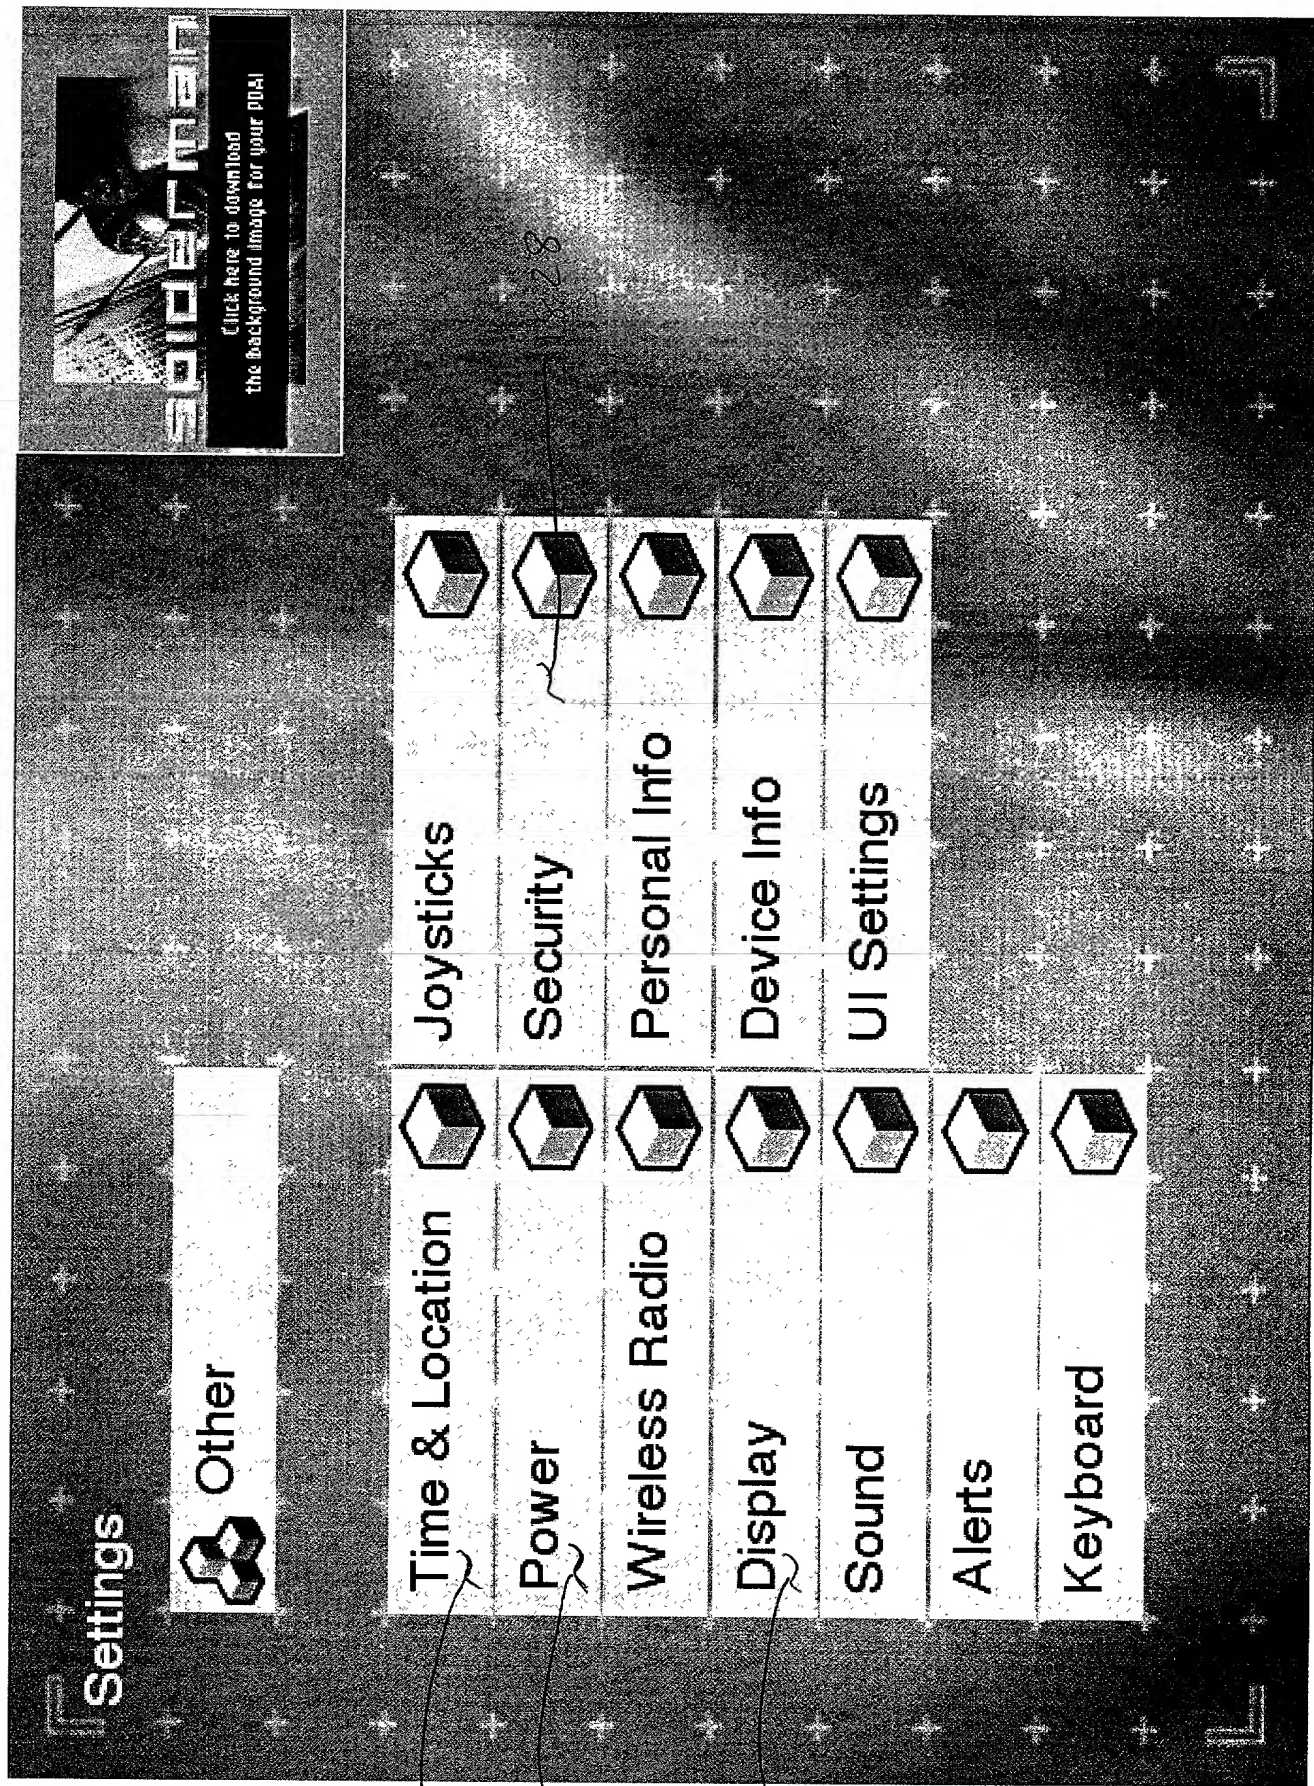 Settings
spiderman
Click here to download
the background image for your PDA!
Other
Time & Location
Power
Wireless Radio
Display
Sound
Alerts
Keyboard
Joysticks
Security
Personal Info
Device Info
UI Settings